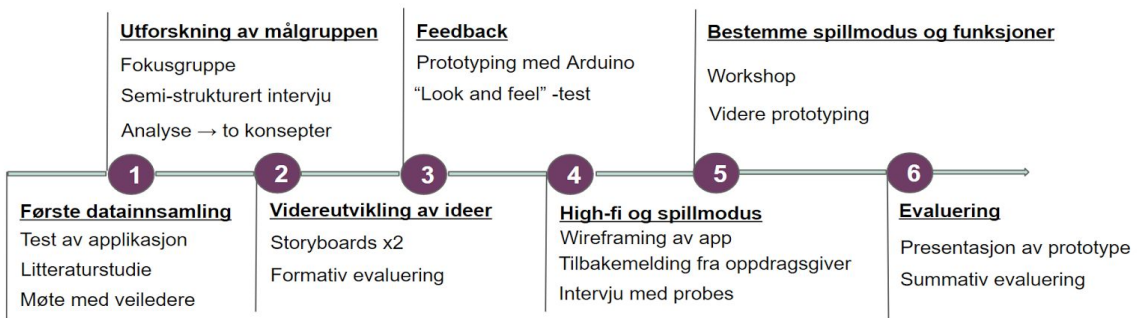 Utforskning av målgruppen
Fokusgruppe
Semi-strukturert intervju
Analyse → to konsepter
Feedback
Prototyping med Arduino
“Look and feel” -test
Bestemme spillmodus og funksjoner
Workshop
Videre prototyping
1
2
3
4
5
6
Første datainnsamling
Test av applikasjon
Litteraturstudie
Møte med veiledere
Videreutvikling av ideer
Storyboards x2
Formativ evaluering
High-fi og spillmodus
Wireframing av app
Tilbakemelding fra oppdragsgiver
Intervju med probes
Evaluering
Presentasjon av prototype
Summativ evaluering